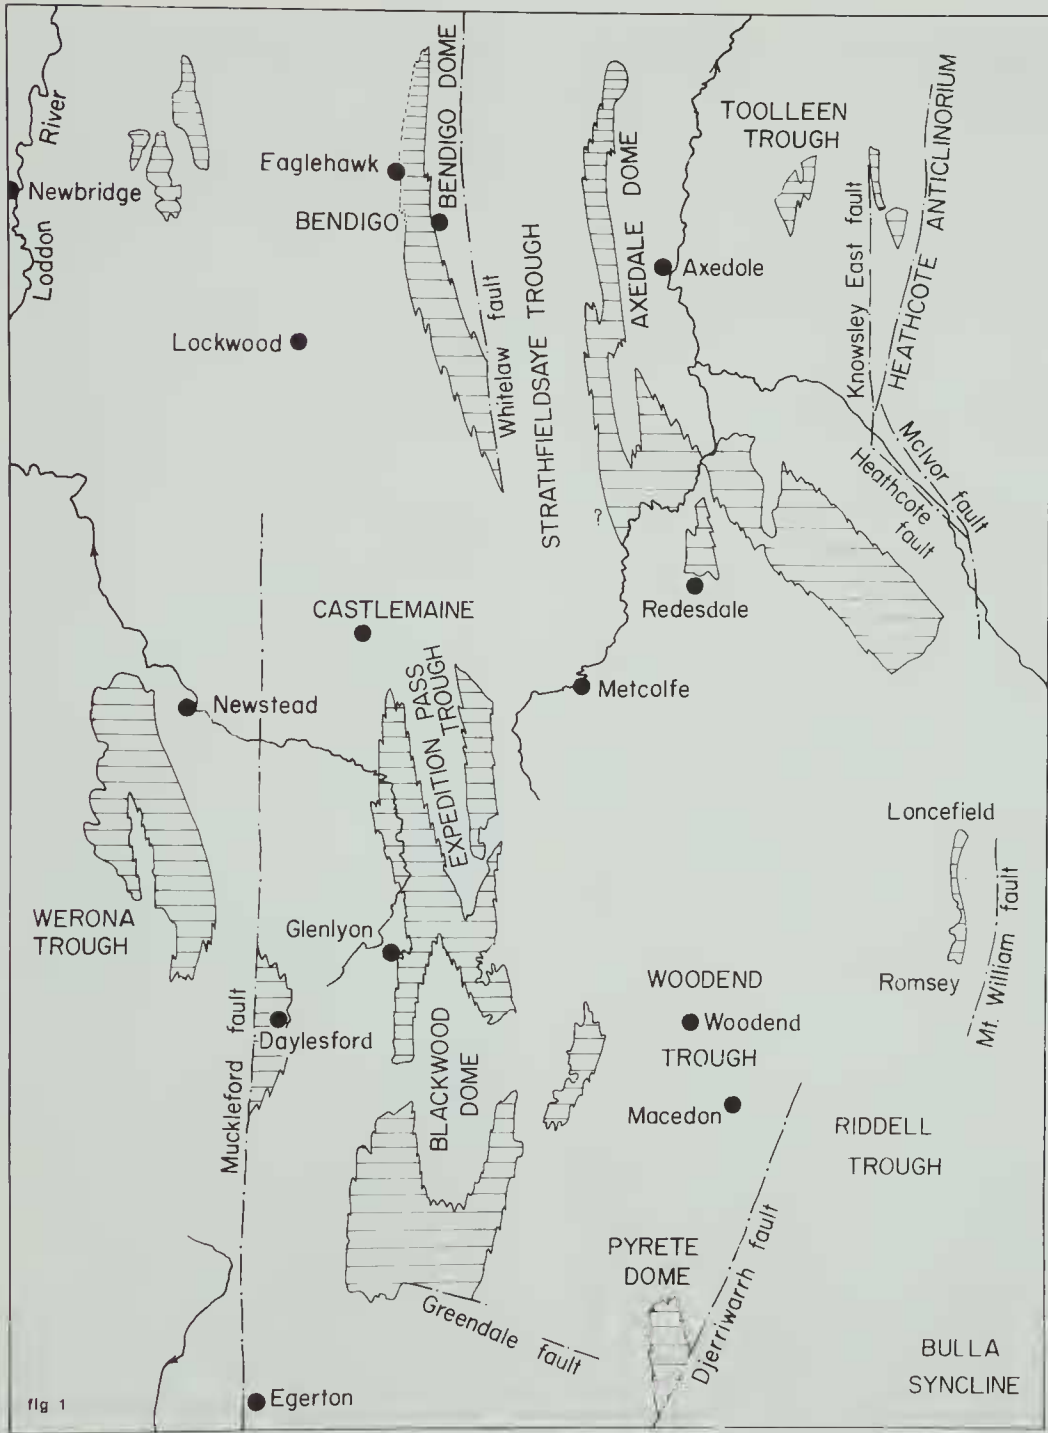 River
Loddon
Newbridge
Eaglehawk
BENDIGO
BENDIGO DOME
Whitelaw fault
STRATHFIELDSAYE TROUGH
AXEDALE DOME
Axedole
TOOLLEEN
TROUGH
Knowsley East fault
HEATHCOTE ANTICLINORIUM
McIvor fault
Heathcote
fault
Lockwood
?
CASTLEMAINE
Redesdale
Metcolfe
Newstead
EXPEDITION PASS
TROUGH
WERONA
TROUGH
Glenlyon
Loncefield
Romsey
Mt. William fault
Muckleford fault
Daylesford
BLACKWOOD
DOME
WOODEND
Woodend
TROUGH
Macedon
RIDDELL
TROUGH
PYRETE
DOME
Djerriwarrh fault
Greendale fault
BULLA
SYNCLINE
Egerton
fig 1